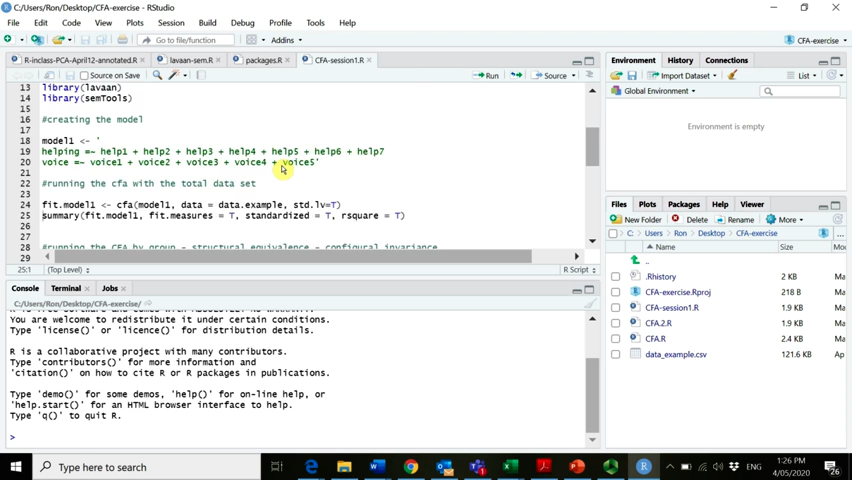 C:/Users/Ron/Desktop/CFA-exercise - RStudio
File Edit Code View Plots Session Build Debug Profile Tools Help
Go to file/function Addins CFA-exercise
R-inclass-PCA-April12-annotated.R lavaan-sem.R packages.R CFA-session1.R
Source on Save Run Source
13 library(lavaan)
14 library(semTools)
15
16 #creating the model
17
18 model1 <- '
19 helping =~ help1 + help2 + help3 + help4 + help5 + help6 + help7
20 voice =~ voice1 + voice2 + voice3 + voice4 + voice5'
21
22 #running the cfa with the total data set
23
24 fit.model1 <- cfa(model1, data = data.example, std.lv=T)
25 summary(fit.model1, fit.measures = T, standardized = T, rsquare = T)
26
27
28 #running the CFA by group - structural equivalence - configural invariance
29
25:1 (Top Level) R Script
Console Terminal Jobs
C:/Users/Ron/Desktop/CFA-exercise/
You are welcome to redistribute it under certain conditions.
Type 'license()' or 'licence()' for distribution details.
R is a collaborative project with many contributors.
Type 'contributors()' for more information and
'citation()' on how to cite R or R packages in publications.
Type 'demo()' for some demos, 'help()' for on-line help, or
'help.start()' for an HTML browser interface to help.
Type 'q()' to quit R.
>
Environment History Connections
Import Dataset List
Global Environment
Environment is empty
Files Plots Packages Help Viewer
New Folder Delete Rename More
C: Users Ron Desktop CFA-exercise ...
Name Size Mo
..
.Rhistory 2 KB Ma
CFA-exercise.Rproj 218 B Ma
CFA-session1.R 1.9 KB Ma
CFA.2.R 1.9 KB Ma
CFA.R 2.4 KB Ma
data_example.csv 121.6 KB Ma
Type here to search
ENG
1:26 PM
4/05/2020
26